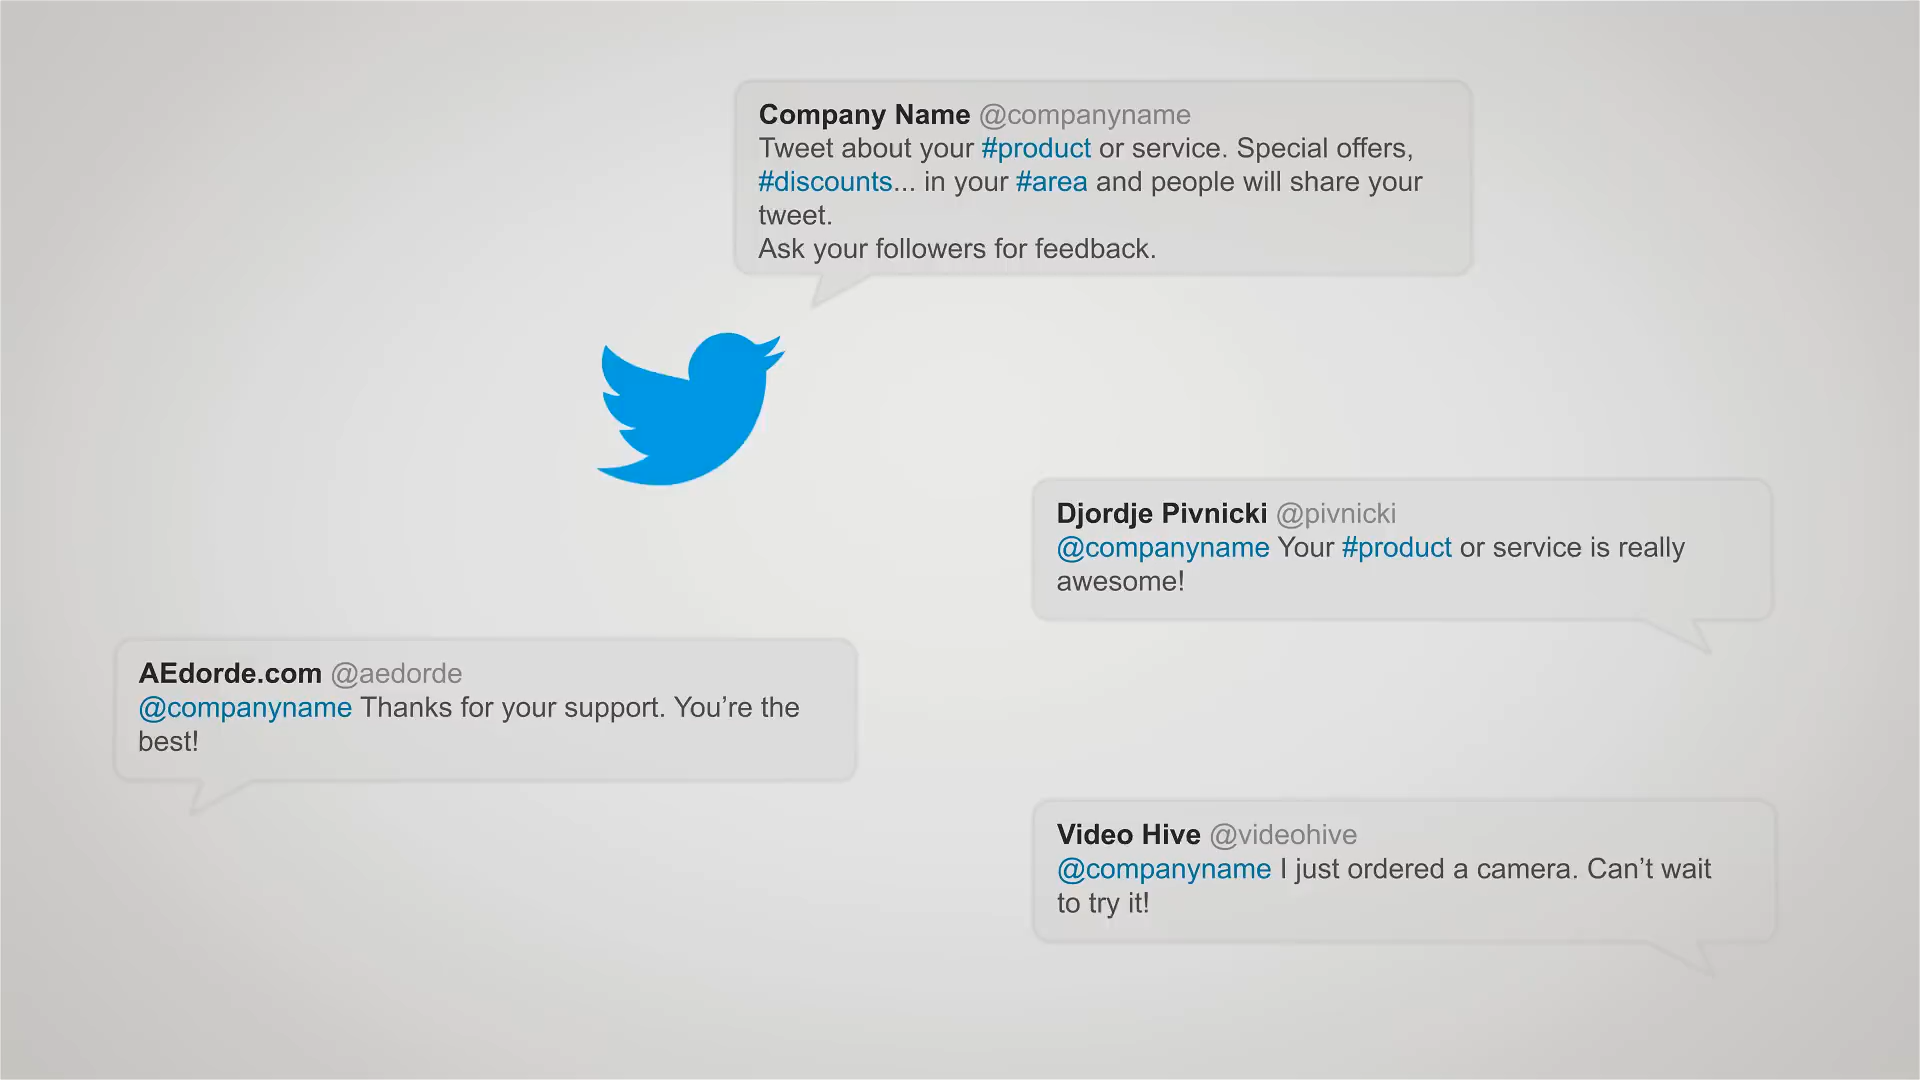 Company Name @companyname
Tweet about your #product or service. Special offers,
#discounts... in your #area and people will share your
tweet.
Ask your followers for feedback.
Djordje Pivnicki @pivnicki
@companyname Your #product or service is really
awesome!
AEdorde.com @aedorde
@companyname Thanks for your support. You’re the
best!
Video Hive @videohive
@companyname I just ordered a camera. Can’t wait
to try it!